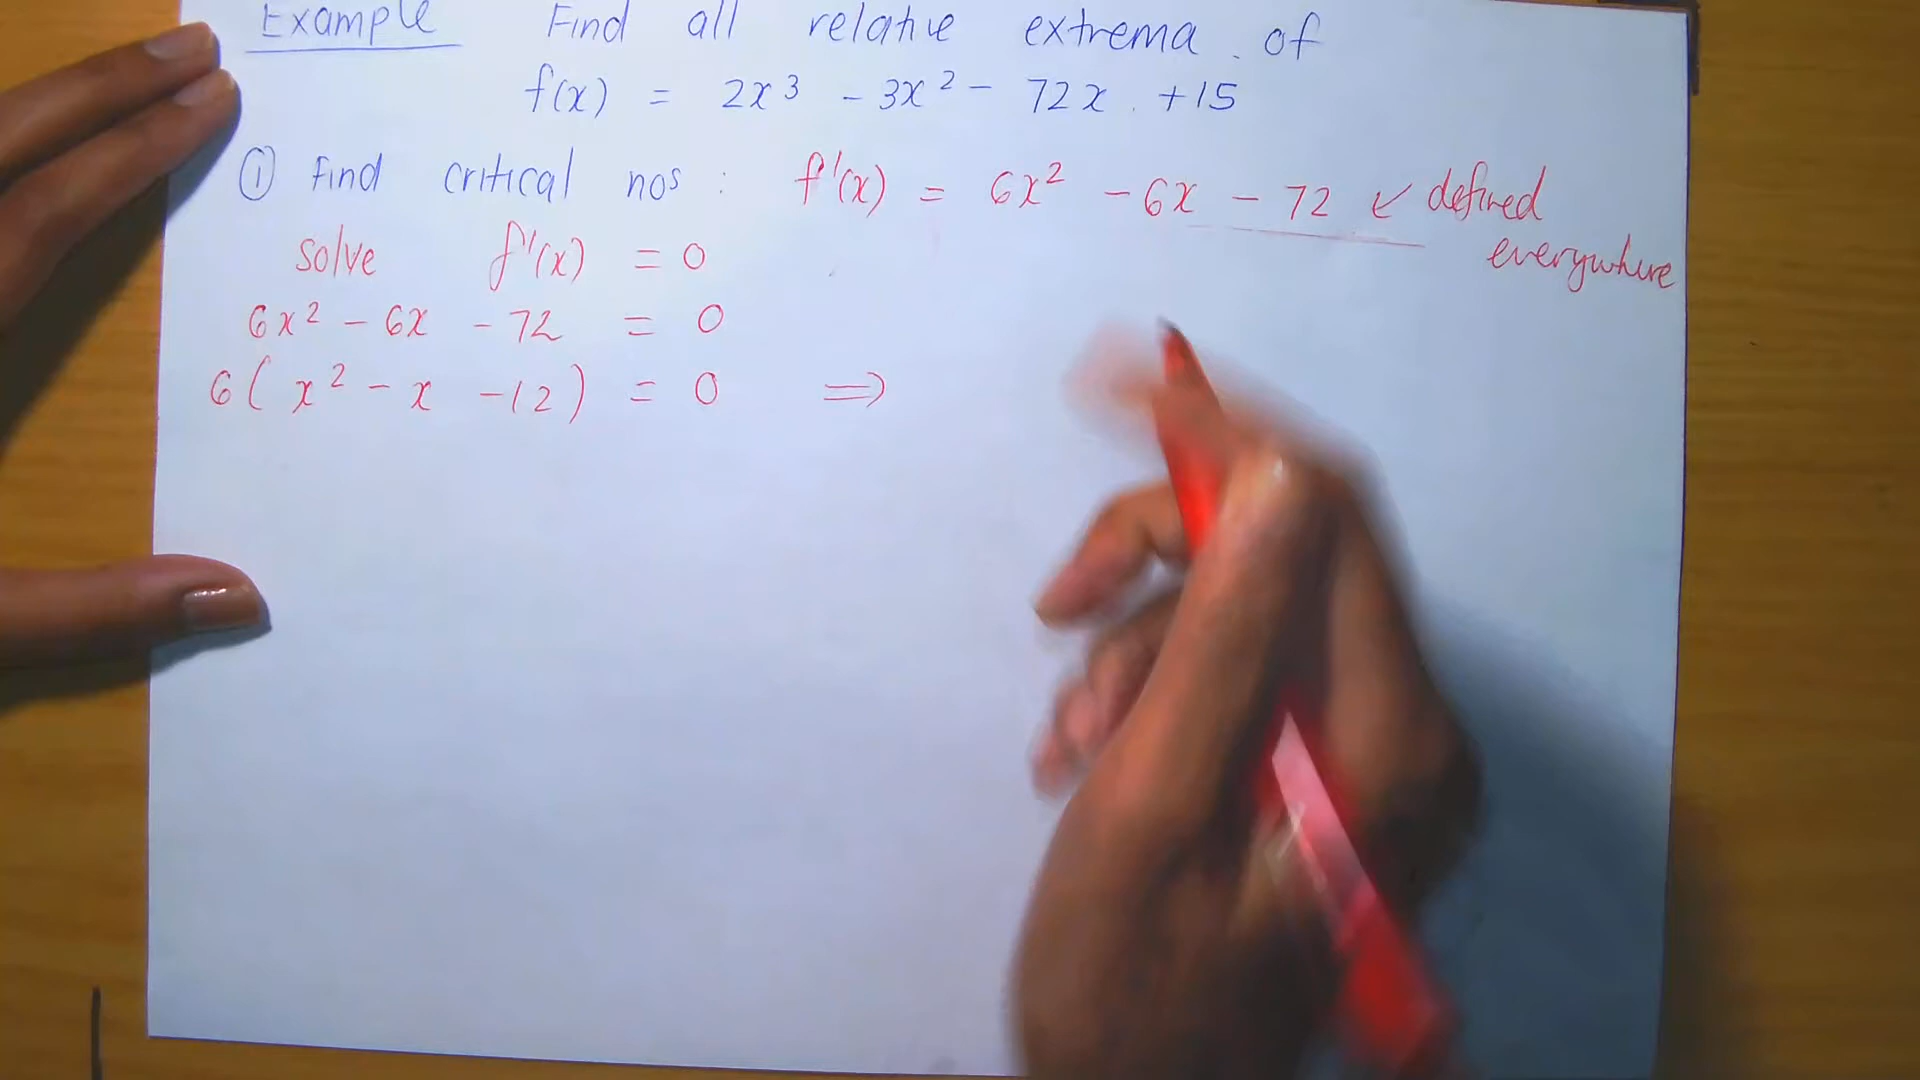 Example Find all relative extrema of
f(x) = 2x³ - 3x² - 72x +15
① Find critical nos : f'(x) = 6x² - 6x - 72 ↙ defined everywhere
solve f'(x) = 0
6x² - 6x - 72 = 0
6( x² - x -12) = 0 ⇒